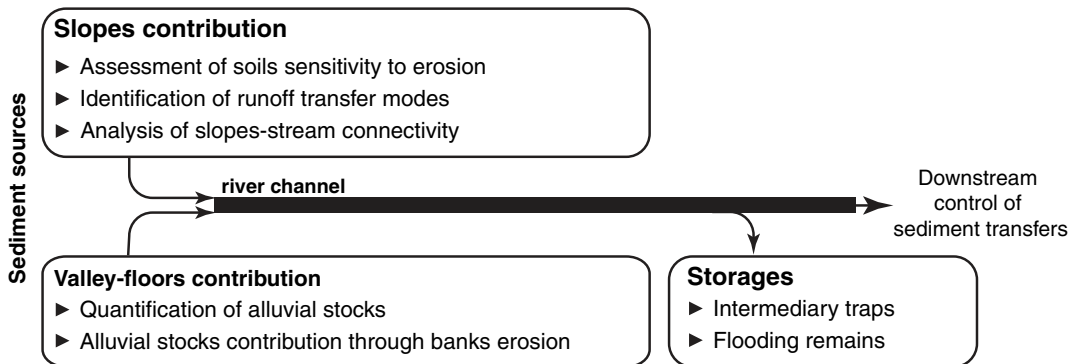 Sediment sources
Slopes contribution
► Assessment of soils sensitivity to erosion
► Identification of runoff transfer modes
► Analysis of slopes-stream connectivity
river channel
Downstream
control of
sediment transfers
Valley-floors contribution
► Quantification of alluvial stocks
► Alluvial stocks contribution through banks erosion
Storages
► Intermediary traps
► Flooding remains